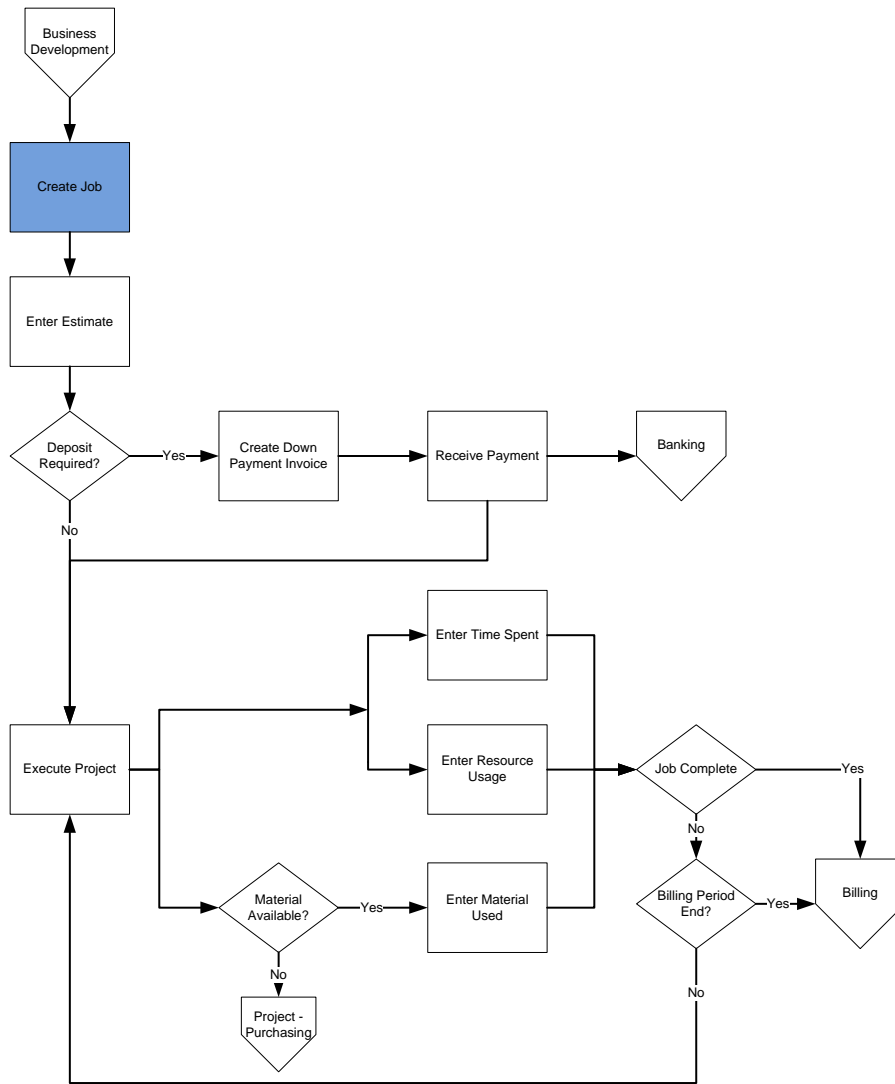 Business
Development
Create Job
Enter Estimate
Deposit
Required?
Yes
Create Down
Payment Invoice
Receive Payment
Banking
No
Enter Time Spent
Execute Project
Enter Resource
Usage
Job Complete
Yes
No
Material
Available?
Yes
Enter Material
Used
Billing Period
End?
Yes
Billing
No
Project -
Purchasing
No